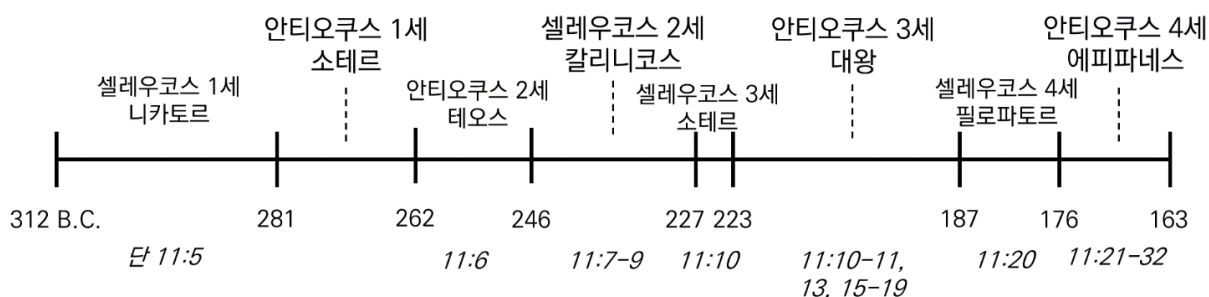 안티오쿠스 1세
소테르
셀레우코스 2세
칼리니코스
안티오쿠스 3세
대왕
안티오쿠스 4세
에피파네스
셀레우코스 1세
니카토르
안티오쿠스 2세
테오스
셀레우코스 3세
소테르
셀레우코스 4세
필로파토르
312 B.C. 281 262 246 227 223 187 176 163
단 11:5 11:6 11:7-9 11:10 11:10-11, 11:20 11:21-32
13, 15-19